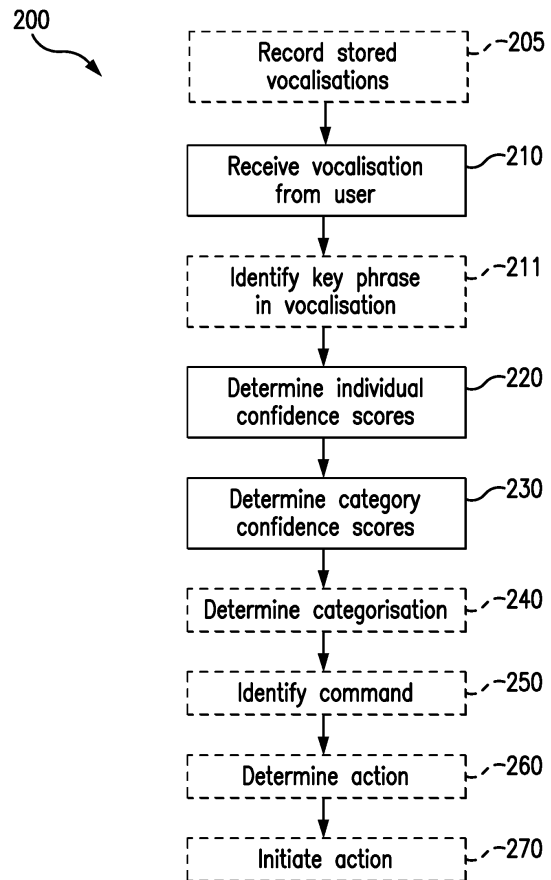 200
Record stored
vocalisations
205
Receive vocalisation
from user
210
Identify key phrase
in vocalisation
211
Determine individual
confidence scores
220
Determine category
confidence scores
230
Determine categorisation
240
Identify command
250
Determine action
260
Initiate action
270